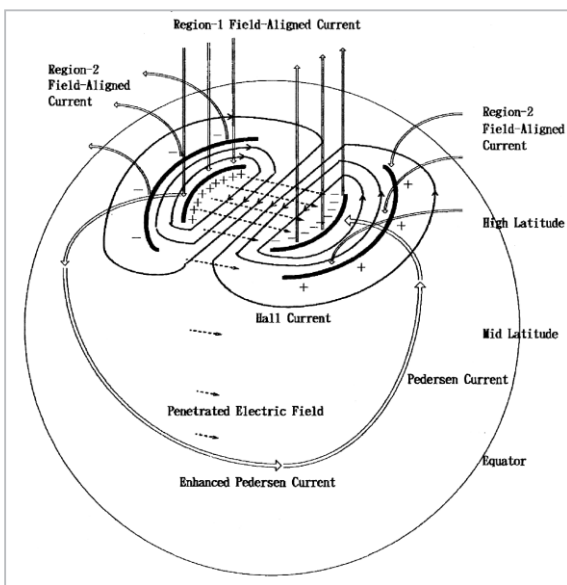 Region-1 Field-Aligned Current
Region-2
Field-Aligned
Current
Region-2
Field-Aligned
Current
High Latitude
Hall Current
Mid Latitude
Pedersen Current
Penetrated Electric Field
Equator
Enhanced Pedersen Current